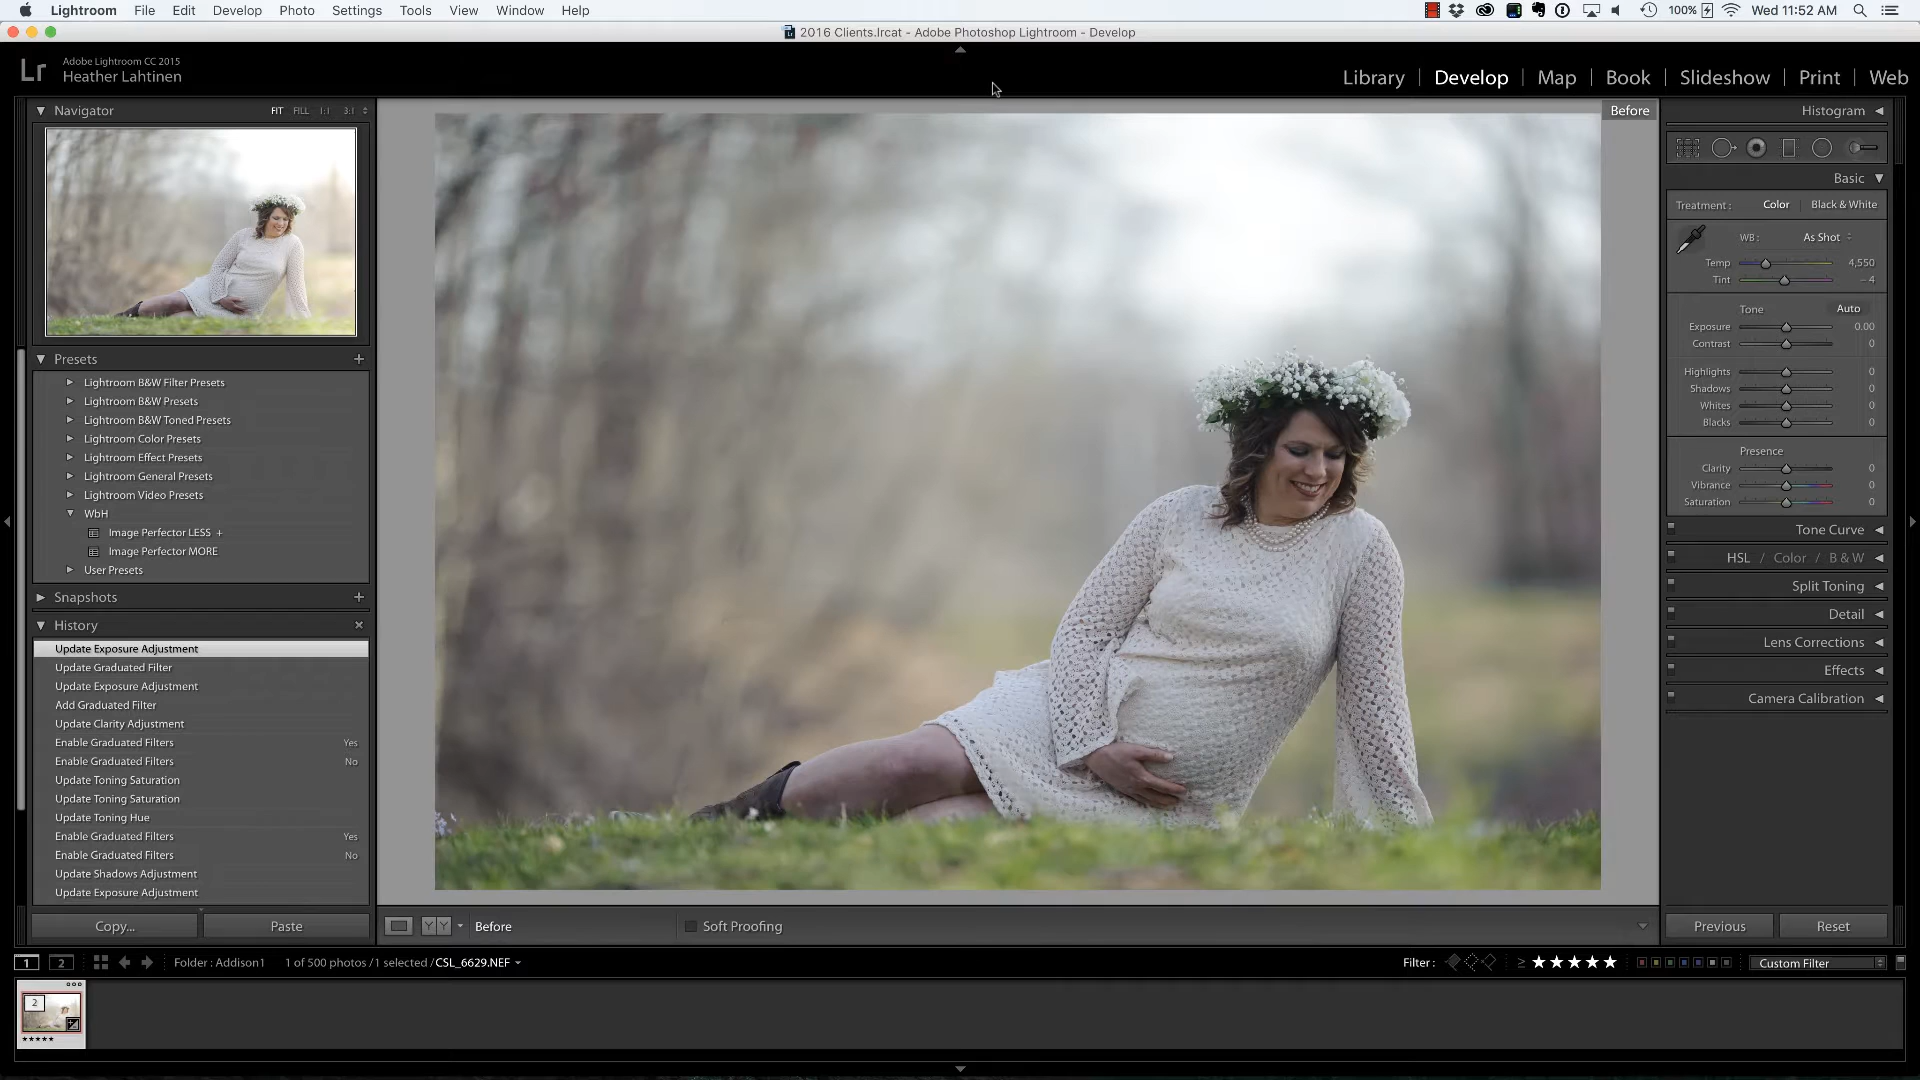 Lightroom File Edit Develop Photo Settings Tools View Window Help 100% Wed 11:52 AM
2016 Clients.lrcat - Adobe Photoshop Lightroom - Develop
Lr
Adobe Lightroom CC 2015
Heather Lahtinen
Library | Develop | Map | Book | Slideshow | Print | Web
Navigator FIT FILL 1:1 3:1
Presets +
Lightroom B&W Filter Presets
Lightroom B&W Presets
Lightroom B&W Toned Presets
Lightroom Color Presets
Lightroom Effect Presets
Lightroom General Presets
Lightroom Video Presets
WbH
Image Perfector LESS +
Image Perfector MORE
User Presets
Snapshots +
History ×
Update Exposure Adjustment
Update Graduated Filter
Update Exposure Adjustment
Add Graduated Filter
Update Clarity Adjustment
Enable Graduated Filters Yes
Enable Graduated Filters No
Update Toning Saturation
Update Toning Saturation
Update Toning Hue
Enable Graduated Filters Yes
Enable Graduated Filters No
Update Shadows Adjustment
Update Exposure Adjustment
Copy... Paste
Before
Y Y Before Soft Proofing
Histogram
Basic
Treatment : Color | Black & White
WB : As Shot
Temp 4,550
Tint – 4
Tone Auto
Exposure 0.00
Contrast 0
Highlights 0
Shadows 0
Whites 0
Blacks 0
Presence
Clarity 0
Vibrance 0
Saturation 0
Tone Curve
HSL / Color / B & W
Split Toning
Detail
Lens Corrections
Effects
Camera Calibration
Previous Reset
1 2 Folder : Addison1 1 of 500 photos /1 selected /CSL_6629.NEF Filter : ≥ ★★★★★ Custom Filter
2
★★★★★